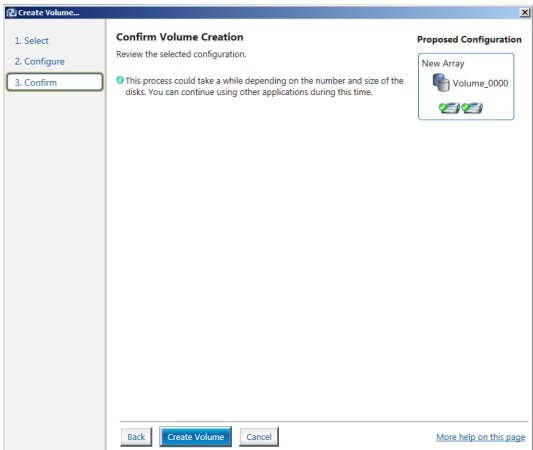 Create Volume...
1. Select
2. Configure
3. Confirm
Confirm Volume Creation
Review the selected configuration.
This process could take a while depending on the number and size of the
disks. You can continue using other applications during this time.
Proposed Configuration
New Array
Volume_0000
Back
Create Volume
Cancel
More help on this page